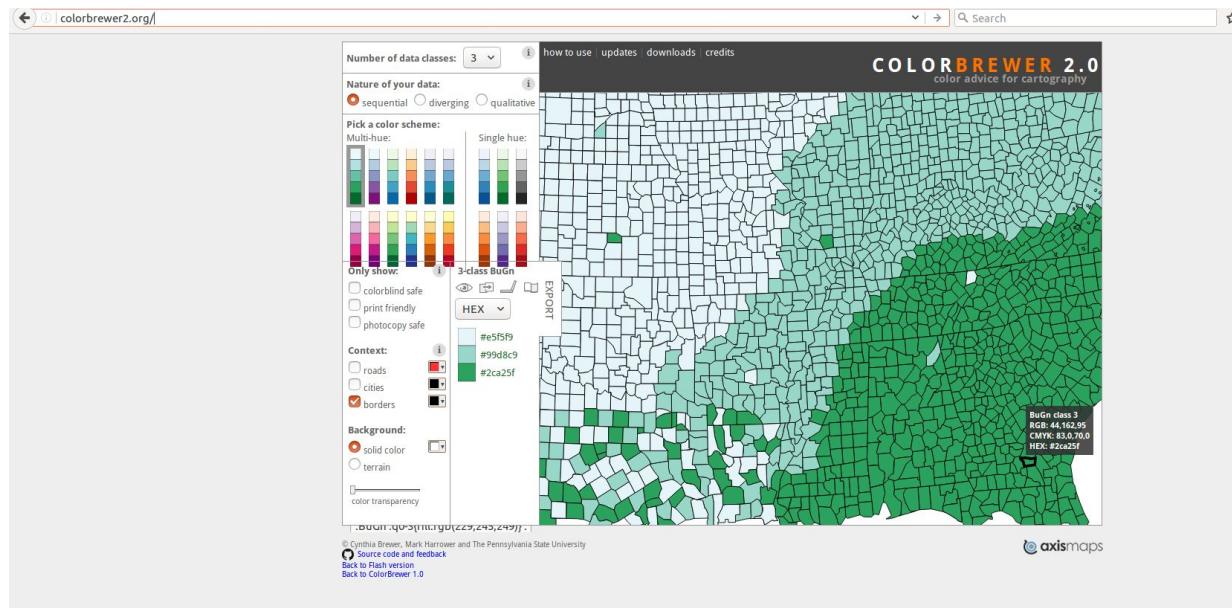 colorbrewer2.org/
Search
Number of data classes: 3
how to use | updates | downloads | credits
COLORBREWER 2.0
color advice for cartography
Nature of your data:
sequential diverging qualitative
Pick a color scheme:
Multi-hue: Single hue:
Only show:
colorblind safe
print friendly
photocopy safe
Context:
roads
cities
borders
Background:
solid color
terrain
color transparency
3-class BuGn
EXPORT
HEX
#e5f5f9
#99d8c9
#2ca25f
BuGn class 3
RGB: 44,162,95
CMYK: 83,0,70,0
HEX: #2ca25f
© Cynthia Brewer, Mark Harrower and The Pennsylvania State University
Source code and feedback
Back to Flash version
Back to ColorBrewer 1.0
axismaps